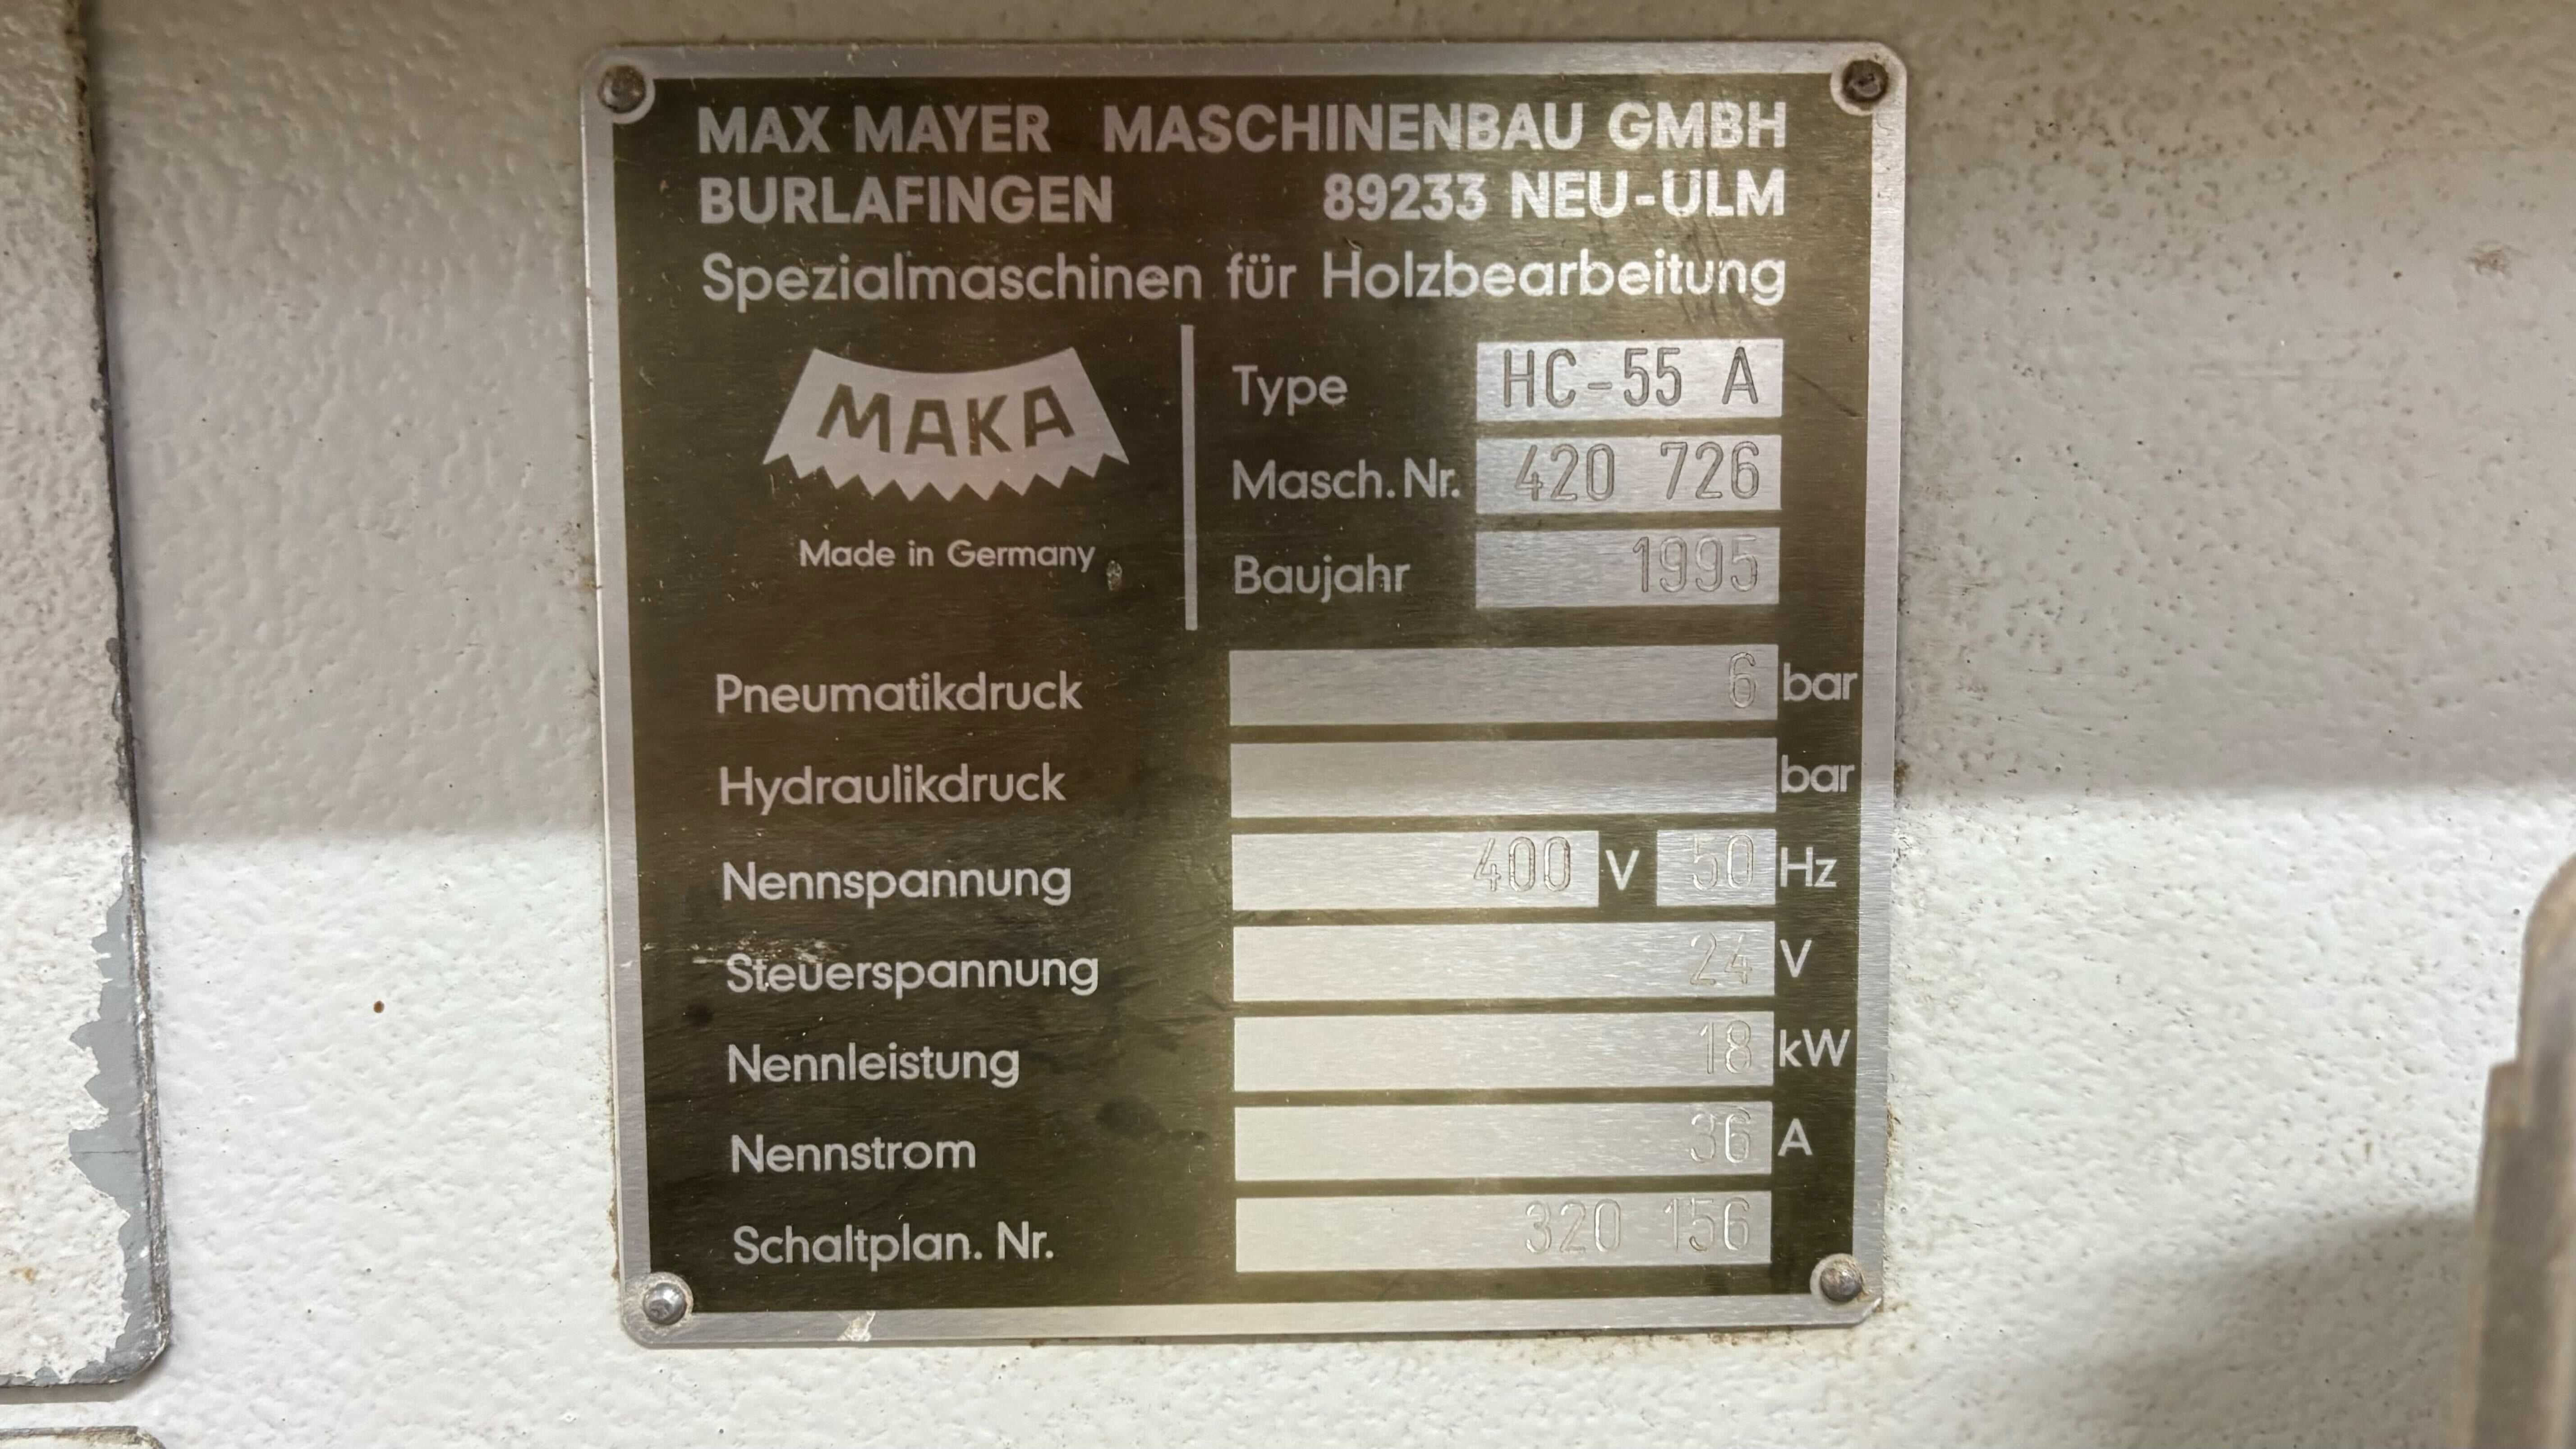 MAX MAYER MASCHINENBAU GMBH
BURLAFINGEN 89233 NEU-ULM
Spezialmaschinen für Holzbearbeitung
MAKA
Made in Germany
Type HC-55 A
Masch.Nr. 420 726
Baujahr 1995
Pneumatikdruck 6 bar
Hydraulikdruck bar
Nennspannung 400 V 50 Hz
Steuerspannung 24 V
Nennleistung 18 kW
Nennstrom 36 A
Schaltplan. Nr. 320 156